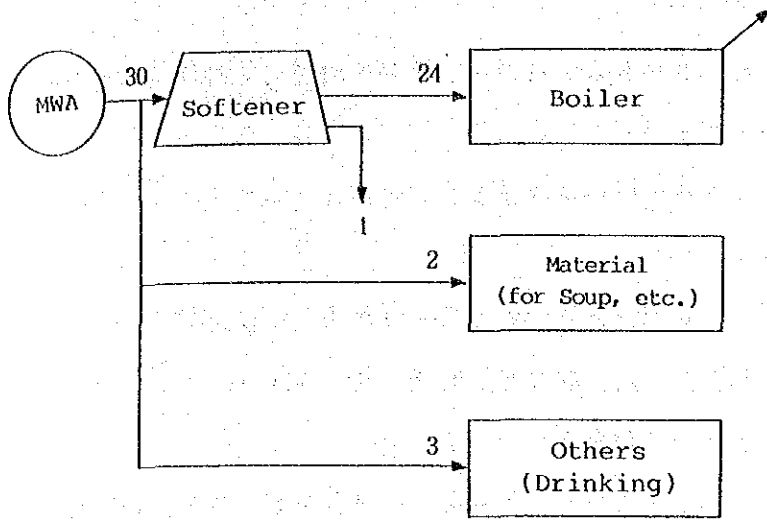 30
24
MWA
Softener
Boiler
1
2
Material
(for Soup, etc.)
3
Others
(Drinking)